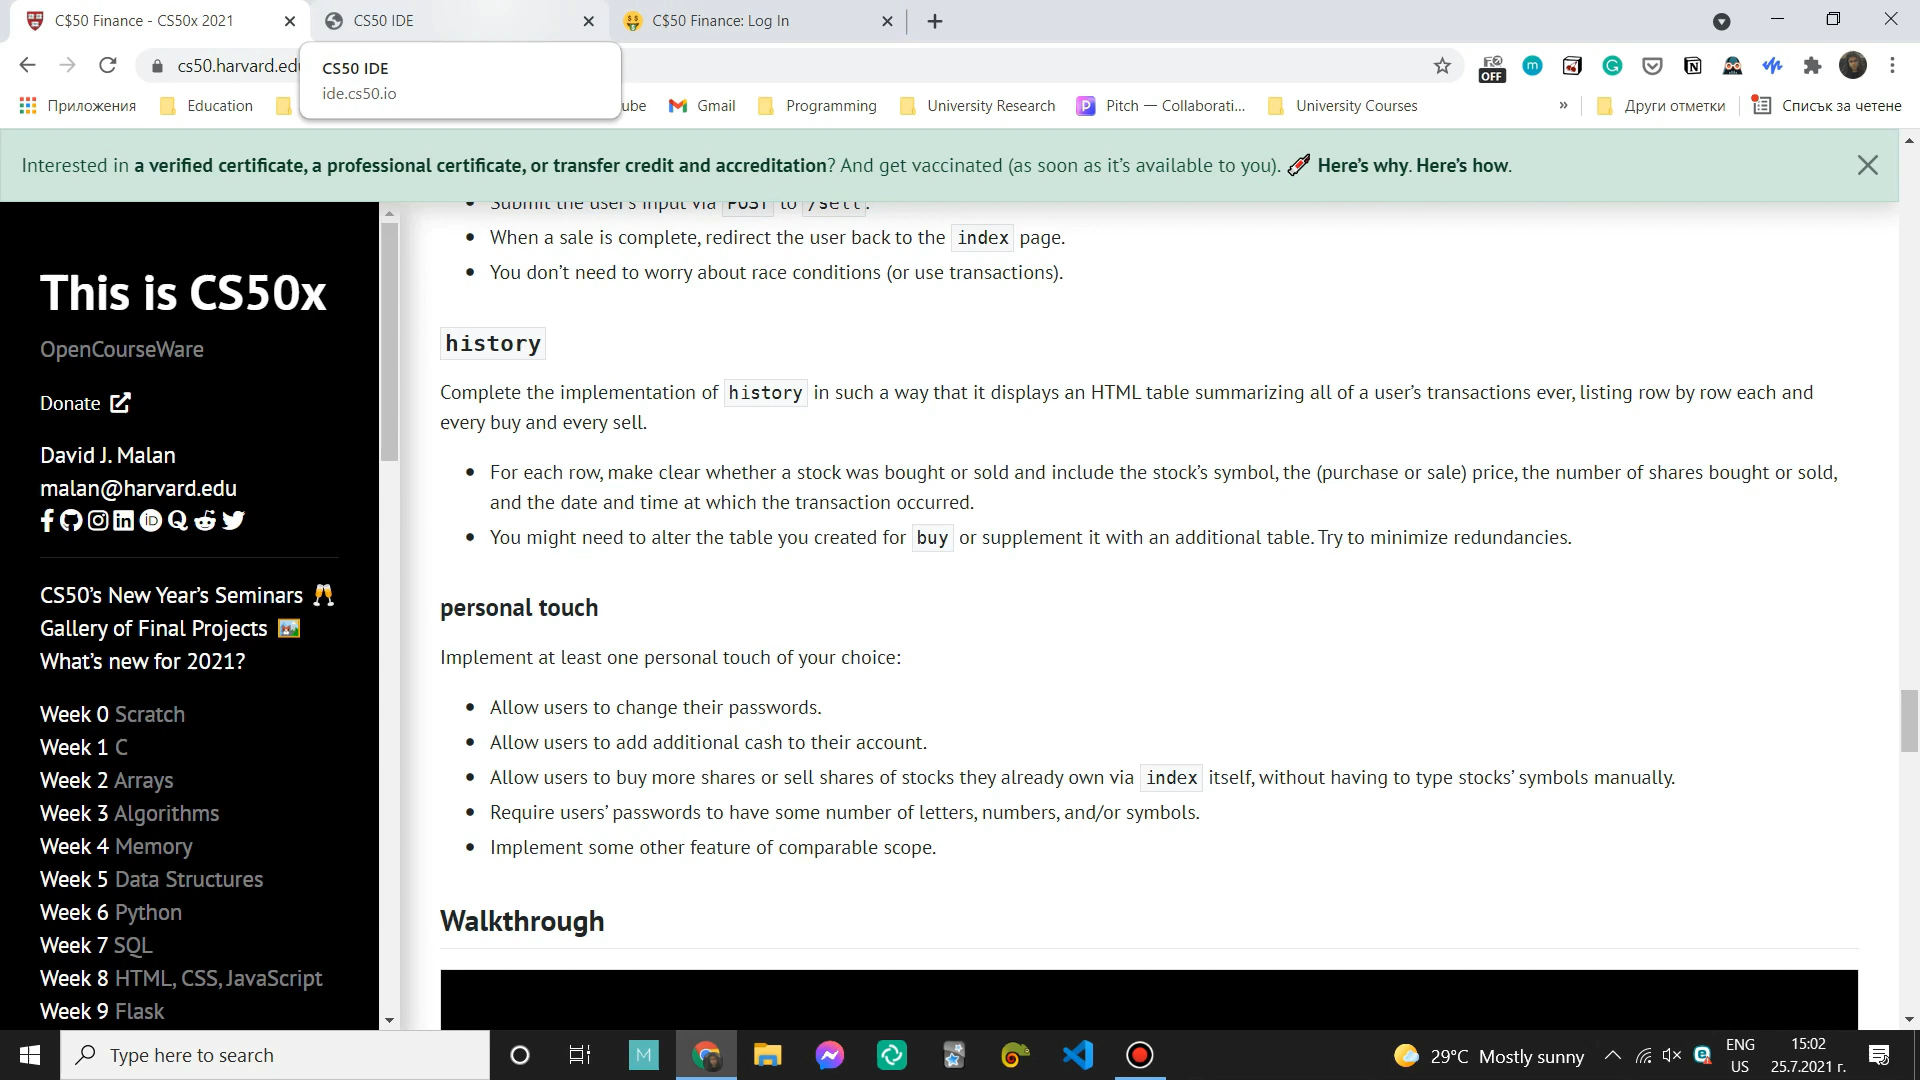 C$50 Finance - CS50x 2021
CS50 IDE
C$50 Finance: Log In
cs50.harvard.edu
CS50 IDE
ide.cs50.io
OFF
Приложения
Education
ube
Gmail
Programming
University Research
Pitch — Collaborati...
University Courses
»
Други отметки
Списък за четене
Interested in a verified certificate, a professional certificate, or transfer credit and accreditation? And get vaccinated (as soon as it’s available to you). Here’s why. Here’s how.
This is CS50x
OpenCourseWare
Donate
David J. Malan
malan@harvard.edu
CS50’s New Year’s Seminars
Gallery of Final Projects
What’s new for 2021?
Week 0 Scratch
Week 1 C
Week 2 Arrays
Week 3 Algorithms
Week 4 Memory
Week 5 Data Structures
Week 6 Python
Week 7 SQL
Week 8 HTML, CSS, JavaScript
Week 9 Flask
Submit the user’s input via POST to /sell.
When a sale is complete, redirect the user back to the index page.
You don’t need to worry about race conditions (or use transactions).
history
Complete the implementation of history in such a way that it displays an HTML table summarizing all of a user’s transactions ever, listing row by row each and
every buy and every sell.
For each row, make clear whether a stock was bought or sold and include the stock’s symbol, the (purchase or sale) price, the number of shares bought or sold,
and the date and time at which the transaction occurred.
You might need to alter the table you created for buy or supplement it with an additional table. Try to minimize redundancies.
personal touch
Implement at least one personal touch of your choice:
Allow users to change their passwords.
Allow users to add additional cash to their account.
Allow users to buy more shares or sell shares of stocks they already own via index itself, without having to type stocks’ symbols manually.
Require users’ passwords to have some number of letters, numbers, and/or symbols.
Implement some other feature of comparable scope.
Walkthrough
Type here to search
M
29°C Mostly sunny
ENG
US
15:02
25.7.2021 г.